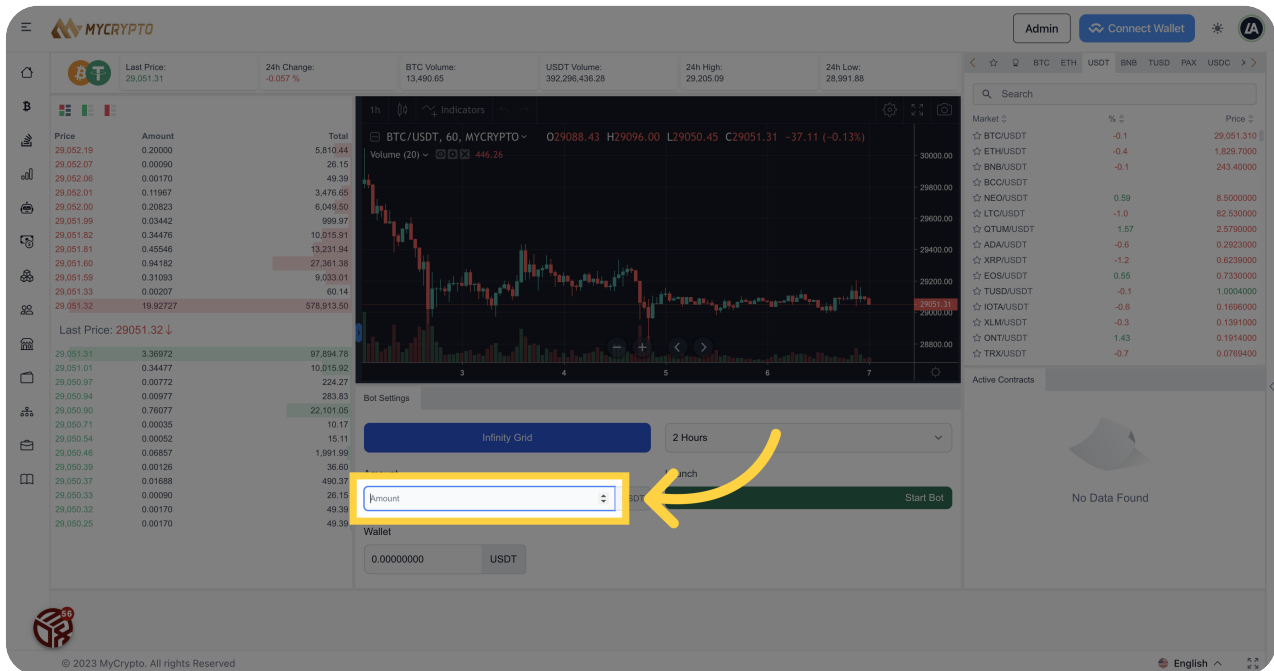 MYCRYPTO
Admin
Connect Wallet
Last Price:
29,051.31
24h Change:
-0.057 %
BTC Volume:
13,490.65
USDT Volume:
392,296,436.28
24h High:
29,205.09
24h Low:
28,991.88
BTC ETH USDT BNB TUSD PAX USDC
Search
Market % Price
BTC/USDT -0.1 29,051.310
ETH/USDT -0.4 1,829.7000
BNB/USDT -0.1 243.40000
BCC/USDT
NEO/USDT 0.59 8.5000000
LTC/USDT -1.0 82.530000
QTUM/USDT 1.57 2.5790000
ADA/USDT -0.6 0.2923000
XRP/USDT -1.2 0.6239000
EOS/USDT 0.55 0.7330000
TUSD/USDT -0.1 1.0004000
IOTA/USDT -0.6 0.1696000
XLM/USDT -0.3 0.1391000
ONT/USDT 1.43 0.1914000
TRX/USDT -0.7 0.0769400
Price Amount Total
29,052.19 0.20000 5,810.44
29,052.07 0.00090 26.15
29,052.06 0.00170 49.39
29,052.01 0.11967 3,476.65
29,052.00 0.20823 6,049.50
29,051.99 0.03442 999.97
29,051.82 0.34476 10,015.91
29,051.81 0.45546 13,231.94
29,051.60 0.94182 27,361.38
29,051.59 0.31093 9,033.01
29,051.33 0.00207 60.14
29,051.32 19.92727 578,913.50
Last Price: 29051.32↓
29,051.31 3.36972 97,894.78
29,051.01 0.34477 10,015.92
29,050.97 0.00772 224.27
29,050.94 0.00977 283.83
29,050.90 0.76077 22,101.05
29,050.71 0.00035 10.17
29,050.54 0.00052 15.11
29,050.46 0.06857 1,991.99
29,050.39 0.00126 36.60
29,050.37 0.01688 490.37
29,050.33 0.00090 26.15
29,050.32 0.00170 49.39
29,050.25 0.00170 49.39
1h Indicators
BTC/USDT, 60, MYCRYPTO O29088.43 H29096.00 L29050.45 C29051.31 -37.11 (-0.13%)
Volume (20) 446.26
30000.00
29800.00
29600.00
29400.00
29200.00
29051.31
29000.00
28800.00
3 4 5 6 7
Bot Settings
Infinity Grid
2 Hours
Amount
Start Bot
Wallet
0.00000000 USDT
Active Contracts
No Data Found
56
© 2023 MyCrypto. All rights Reserved
English